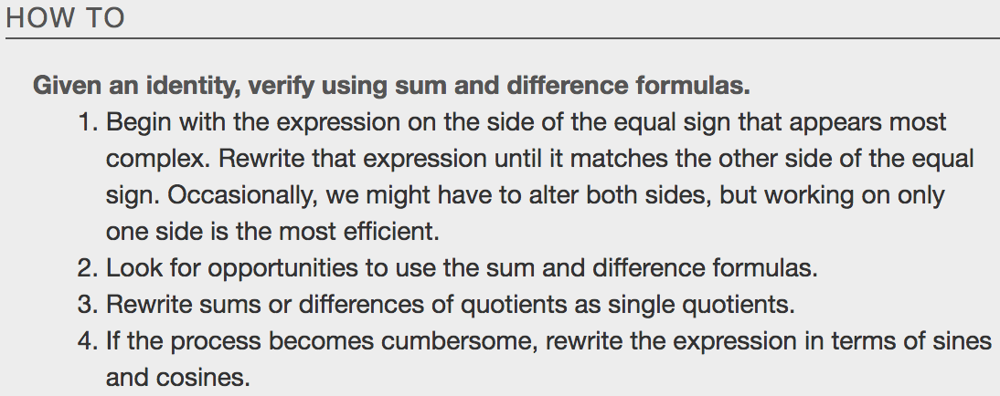 HOW TO
Given an identity, verify using sum and difference formulas.
1. Begin with the expression on the side of the equal sign that appears most
complex. Rewrite that expression until it matches the other side of the equal
sign. Occasionally, we might have to alter both sides, but working on only
one side is the most efficient.
2. Look for opportunities to use the sum and difference formulas.
3. Rewrite sums or differences of quotients as single quotients.
4. If the process becomes cumbersome, rewrite the expression in terms of sines
and cosines.